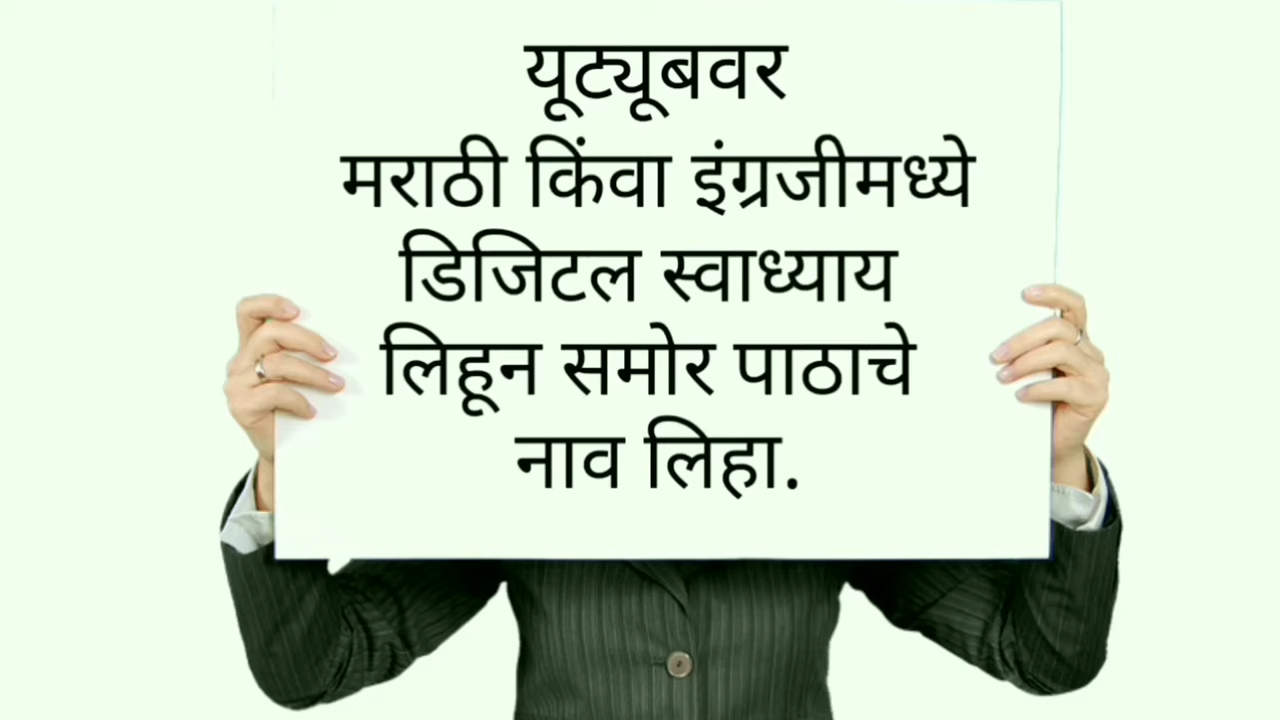 यूट्यूबवर
मराठी किंवा इंग्रजीमध्ये
डिजिटल स्वाध्याय
लिहून समोर पाठाचे
नाव लिहा.